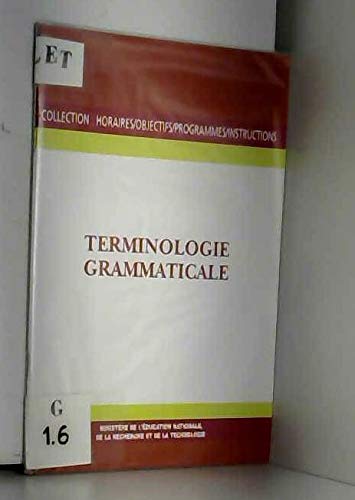 ET
COLLECTION HORAIRES/OBJECTIFS/PROGRAMMES/INSTRUCTIONS
TERMINOLOGIE
GRAMMATICALE
G
1.6
MINISTÈRE DE L'ÉDUCATION NATIONALE,
DE LA RECHERCHE ET DE LA TECHNOLOGIE